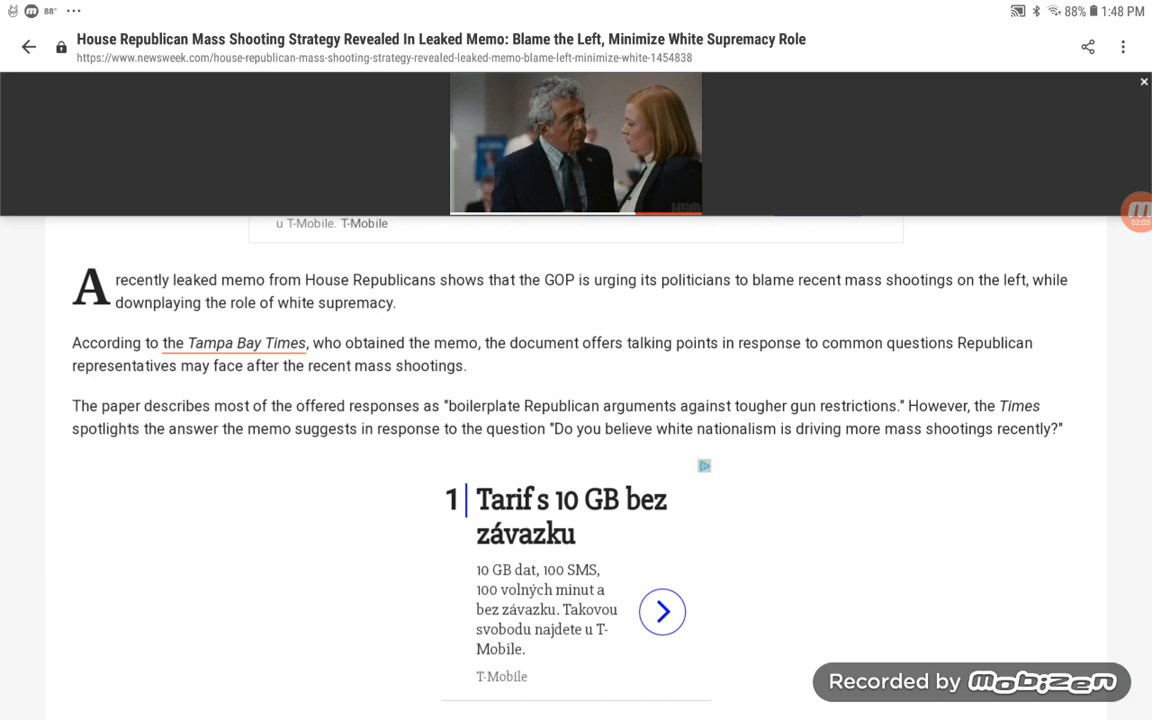 88° ... 88% 1:48 PM
House Republican Mass Shooting Strategy Revealed In Leaked Memo: Blame the Left, Minimize White Supremacy Role
https://www.newsweek.com/house-republican-mass-shooting-strategy-revealed-leaked-memo-blame-left-minimize-white-1454838
HBO
03:03
u T-Mobile. T-Mobile
A recently leaked memo from House Republicans shows that the GOP is urging its politicians to blame recent mass shootings on the left, while
downplaying the role of white supremacy.
According to the Tampa Bay Times, who obtained the memo, the document offers talking points in response to common questions Republican
representatives may face after the recent mass shootings.
The paper describes most of the offered responses as "boilerplate Republican arguments against tougher gun restrictions." However, the Times
spotlights the answer the memo suggests in response to the question "Do you believe white nationalism is driving more mass shootings recently?"
1 Tarif s 10 GB bez
závazku
10 GB dat, 100 SMS,
100 volných minut a
bez závazku. Takovou
svobodu najdete u T-
Mobile.
T-Mobile
Recorded by mobizen